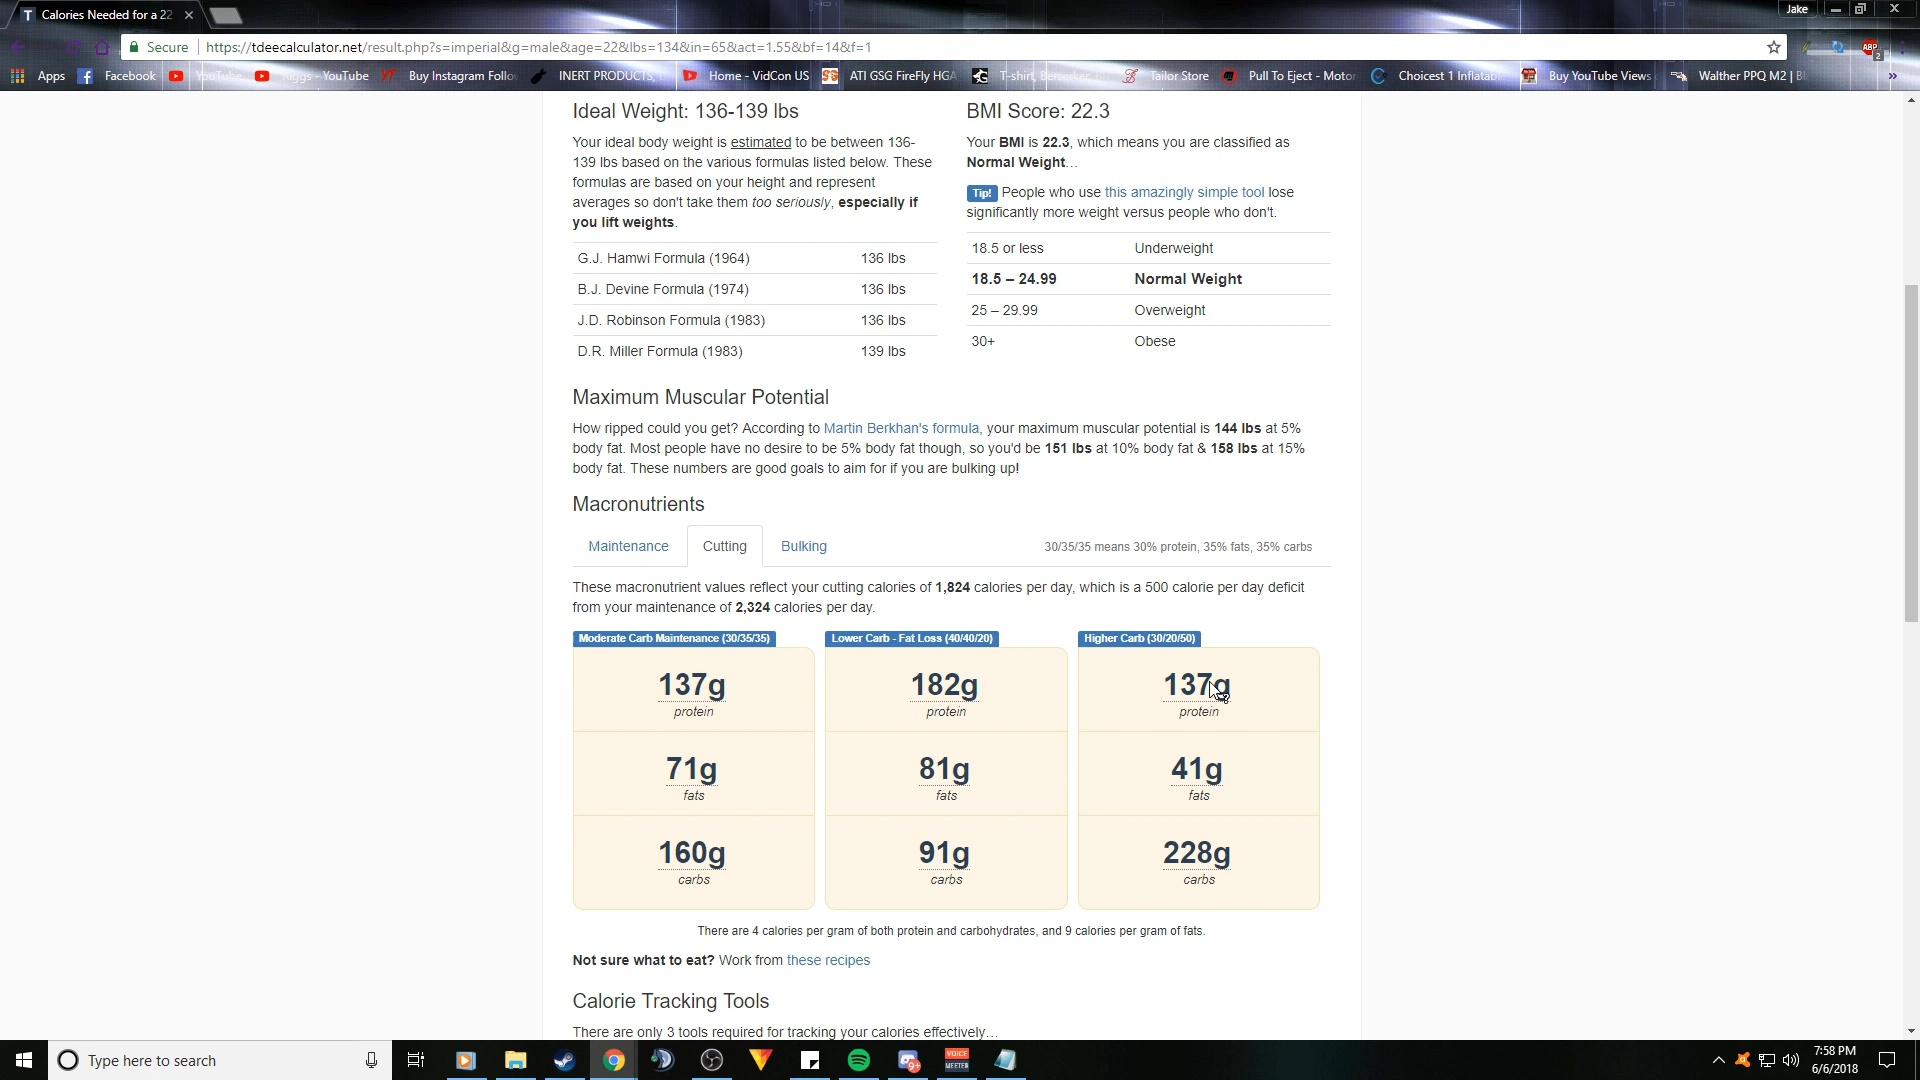 Calories Needed for a 22
Jake
Secure
https://tdeecalculator.net/result.php?s=imperial&g=male&age=22&lbs=134&in=65&act=1.55&bf=14&f=1
ABP
2
Apps
Facebook
YouTube
- YouTube
Buy Instagram Follo
INERT PRODUCTS,
Home - VidCon US
ATI GSG FireFly HGA
T-shirt
Tailor Store
Pull To Eject - Motor
Choicest 1 Inflatab
Buy YouTube Views
Walther PPQ M2 | Bl
»
Ideal Weight: 136-139 lbs
Your ideal body weight is estimated to be between 136-
139 lbs based on the various formulas listed below. These
formulas are based on your height and represent
averages so don't take them too seriously, especially if
you lift weights.
G.J. Hamwi Formula (1964) 136 lbs
B.J. Devine Formula (1974) 136 lbs
J.D. Robinson Formula (1983) 136 lbs
D.R. Miller Formula (1983) 139 lbs
BMI Score: 22.3
Your BMI is 22.3, which means you are classified as
Normal Weight...
Tip! People who use this amazingly simple tool lose
significantly more weight versus people who don't.
18.5 or less Underweight
18.5 – 24.99 Normal Weight
25 – 29.99 Overweight
30+ Obese
Maximum Muscular Potential
How ripped could you get? According to Martin Berkhan's formula, your maximum muscular potential is 144 lbs at 5%
body fat. Most people have no desire to be 5% body fat though, so you'd be 151 lbs at 10% body fat & 158 lbs at 15%
body fat. These numbers are good goals to aim for if you are bulking up!
Macronutrients
Maintenance Cutting Bulking 30/35/35 means 30% protein, 35% fats, 35% carbs
These macronutrient values reflect your cutting calories of 1,824 calories per day, which is a 500 calorie per day deficit
from your maintenance of 2,324 calories per day.
Moderate Carb Maintenance (30/35/35)
137g
protein
71g
fats
160g
carbs
Lower Carb - Fat Loss (40/40/20)
182g
protein
81g
fats
91g
carbs
Higher Carb (30/20/50)
137g
protein
41g
fats
228g
carbs
There are 4 calories per gram of both protein and carbohydrates, and 9 calories per gram of fats.
Not sure what to eat? Work from these recipes
Calorie Tracking Tools
There are only 3 tools required for tracking your calories effectively...
Type here to search
VOICE
MEETER
7:58 PM
6/6/2018